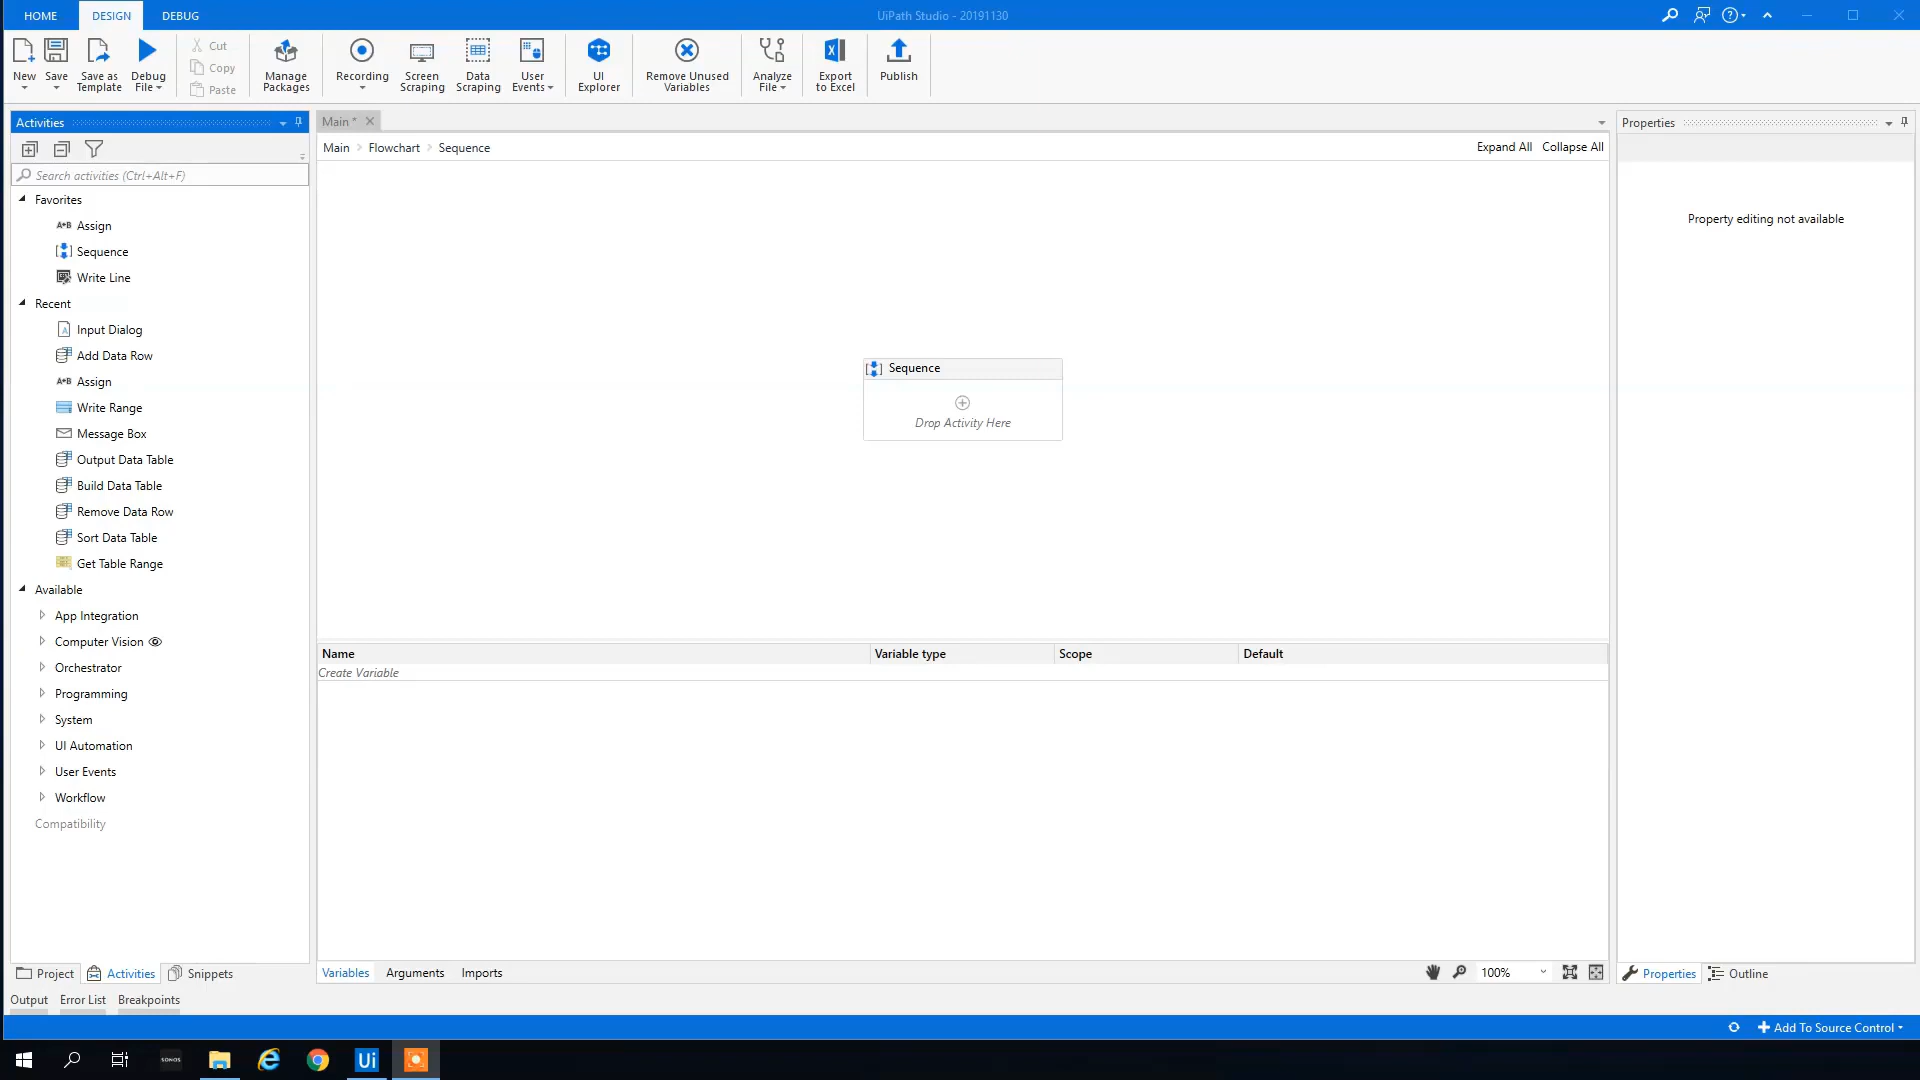 HOME DESIGN DEBUG UiPath Studio - 20191130
New Save Save as Template Debug File Cut Copy Paste Manage Packages Recording Screen Scraping Data Scraping User Events UI Explorer Remove Unused Variables Analyze File Export to Excel Publish
Activities
Search activities (Ctrl+Alt+F)
Favorites
Assign
Sequence
Write Line
Recent
Input Dialog
Add Data Row
Assign
Write Range
Message Box
Output Data Table
Build Data Table
Remove Data Row
Sort Data Table
Get Table Range
Available
App Integration
Computer Vision
Orchestrator
Programming
System
UI Automation
User Events
Workflow
Compatibility
Project Activities Snippets
Main *
Main Flowchart Sequence Expand All Collapse All
Sequence
Drop Activity Here
Name Variable type Scope Default
Create Variable
Variables Arguments Imports 100%
Properties
Property editing not available
Properties Outline
Output Error List Breakpoints
Add To Source Control
SONOS Ui